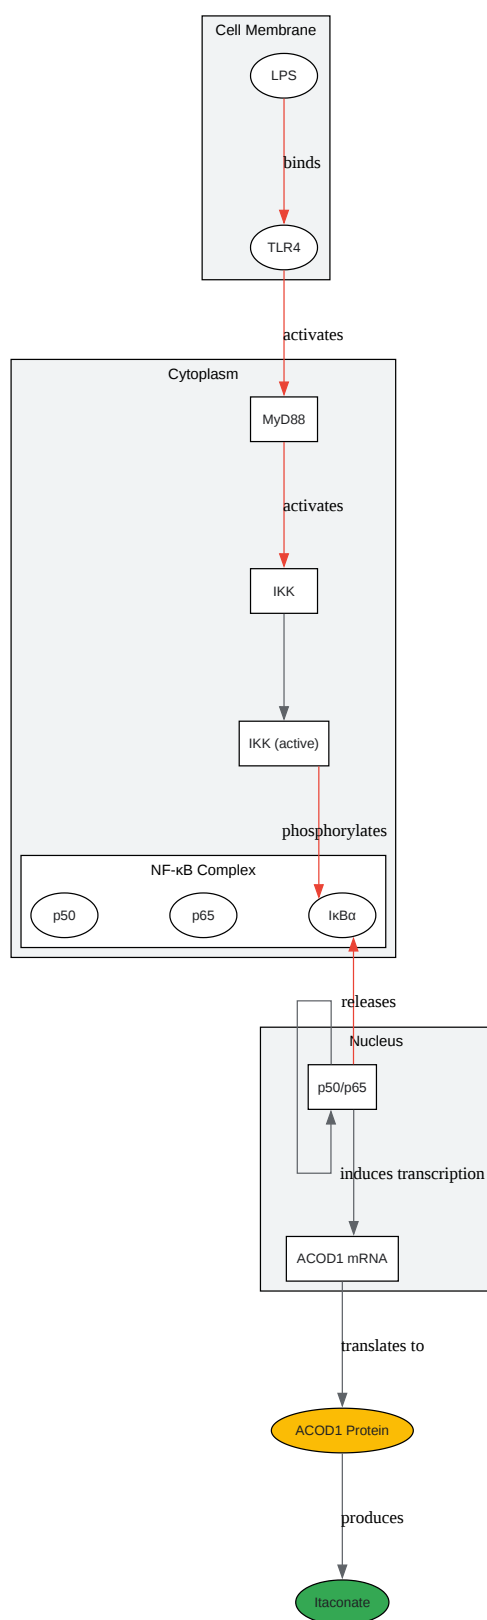 Cell Membrane
LPS
binds
TLR4
activates
Cytoplasm
MyD88
activates
IKK
IKK (active)
phosphorylates
NF-κB Complex
p50
p65
IκBα
releases
Nucleus
p50/p65
induces transcription
ACOD1 mRNA
translates to
ACOD1 Protein
produces
Itaconate